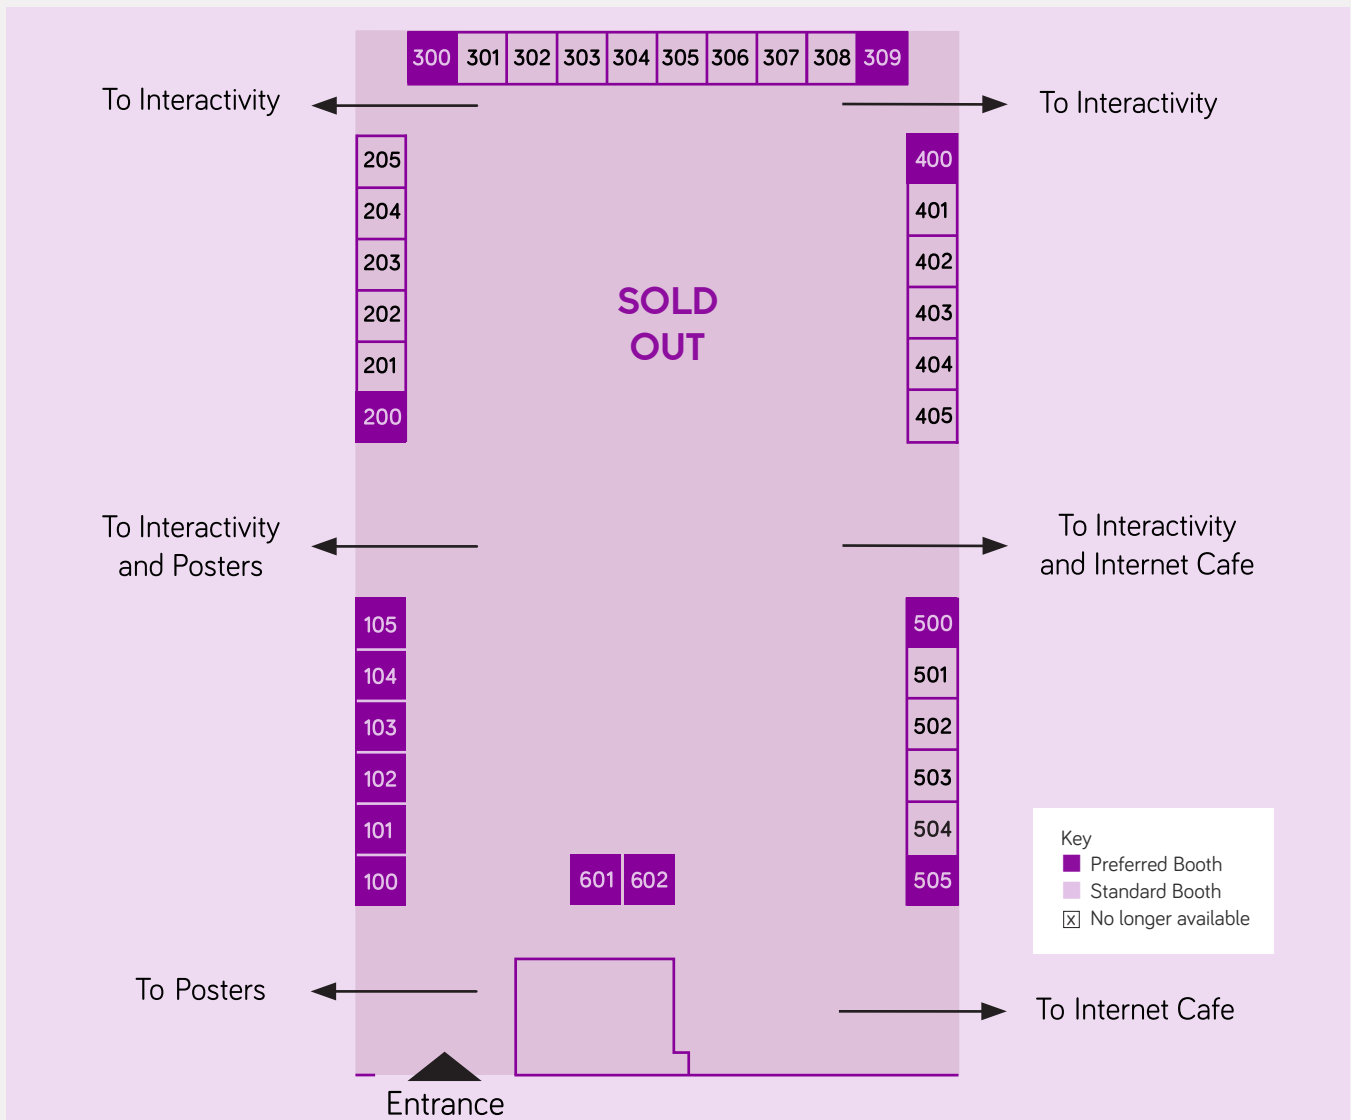 300 301 302 303 304 305 306 307 308 309
To Interactivity
To Interactivity
205
204
203
202
201
200
400
401
402
403
404
405
SOLD
OUT
To Interactivity
and Posters
To Interactivity
and Internet Cafe
105
104
103
102
101
100
500
501
502
503
504
505
601 602
Key
Preferred Booth
Standard Booth
X No longer available
To Posters
To Internet Cafe
Entrance